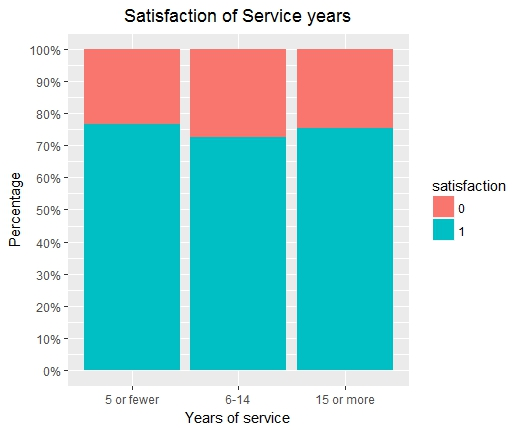 Satisfaction of Service years
Percentage
100%
90%
80%
70%
60%
50%
40%
30%
20%
10%
0%
5 or fewer
6-14
15 or more
Years of service
satisfaction
0
1